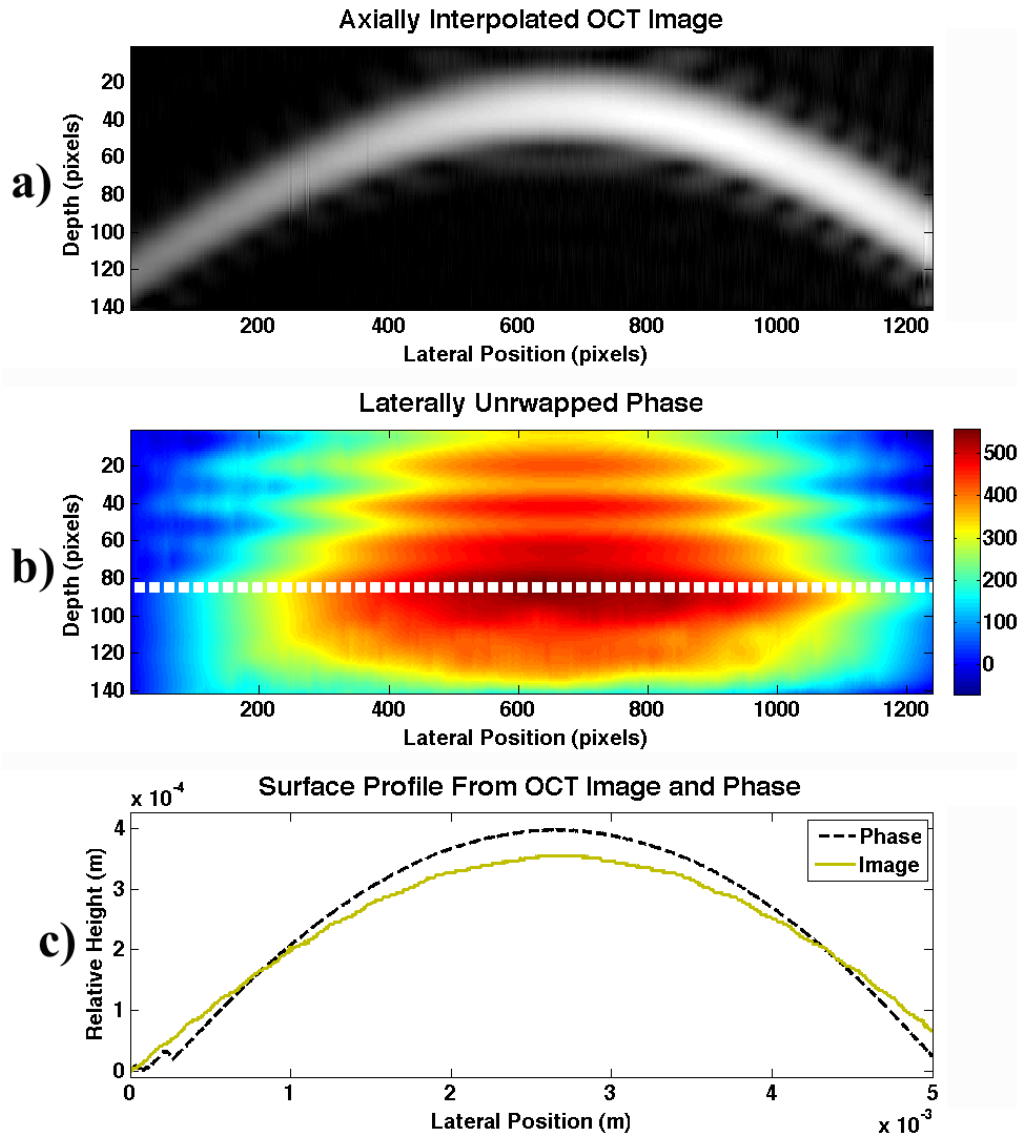 Axially Interpolated OCT Image
a)
Depth (pixels)
20
40
60
80
100
120
140
200 400 600 800 1000 1200
Lateral Position (pixels)
Laterally Unrwapped Phase
b)
Depth (pixels)
20
40
60
80
100
120
140
200 400 600 800 1000 1200
Lateral Position (pixels)
500
400
300
200
100
0
Surface Profile From OCT Image and Phase
x 10⁻⁴
c)
Relative Height (m)
4
3
2
1
0
Phase
Image
0 1 2 3 4 5
Lateral Position (m)
x 10⁻³